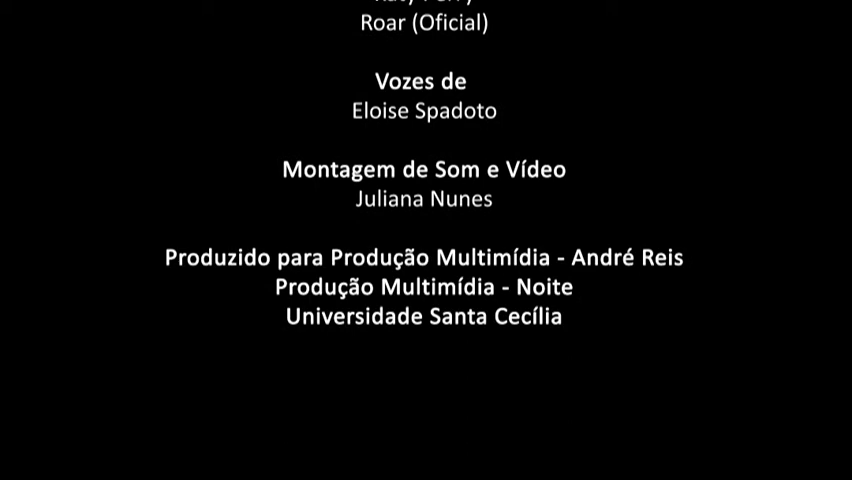 Roar (Oficial)
Vozes de
Eloise Spadoto
Montagem de Som e Vídeo
Juliana Nunes
Produzido para Produção Multimídia - André Reis
Produção Multimídia - Noite
Universidade Santa Cecília